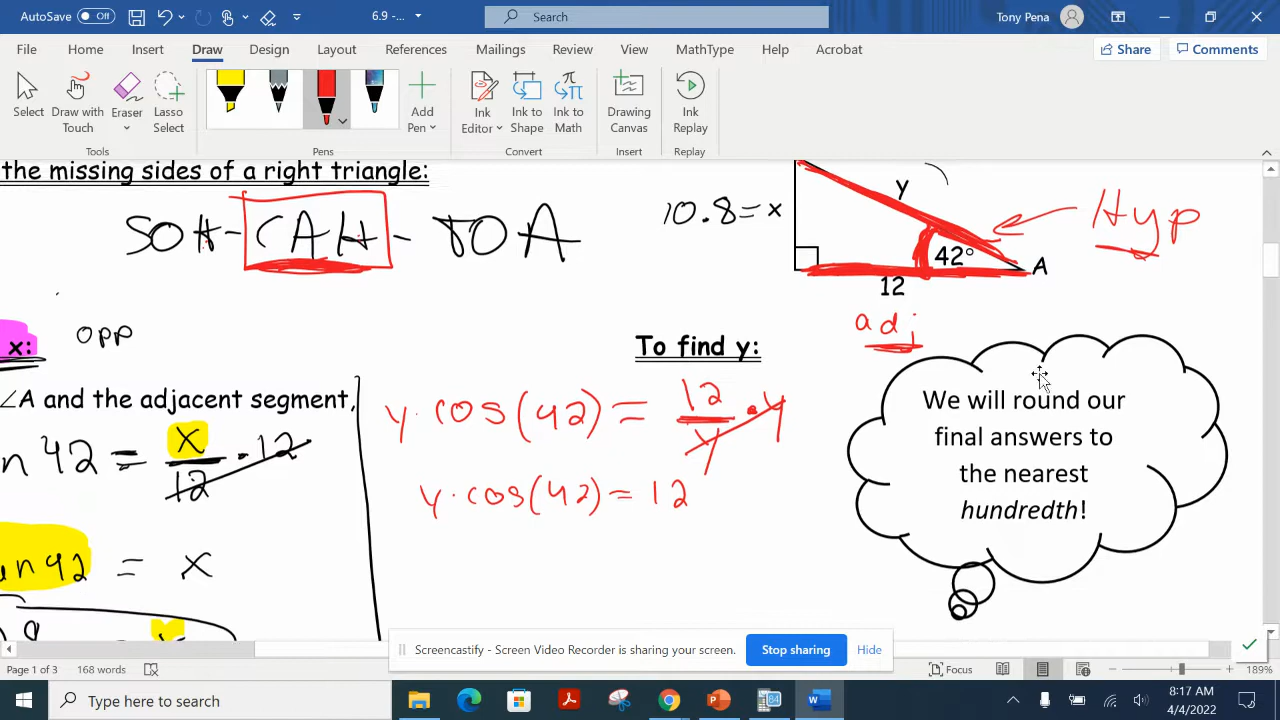 AutoSave Off 6.9 - Search Tony Pena
File Home Insert Draw Design Layout References Mailings Review View MathType Help Acrobat Share Comments
Select Draw with Touch Eraser Lasso Select Add Pen Ink Editor Ink to Shape Ink to Math Drawing Canvas Ink Replay
Tools Pens Convert Insert Replay
the missing sides of a right triangle:
SOH - CAH - TOA
10.8 = x
y
Hyp
42°
A
12
adj
opp
x:
To find y:
∠A and the adjacent segment,
y · cos(42) = 12/y · y
n 42 = x/12 · 12
y · cos(42) = 12
an 42 = x
We will round our
final answers to
the nearest
hundredth!
Screencastify - Screen Video Recorder is sharing your screen. Stop sharing Hide
Page 1 of 3 168 words Focus 189%
Type here to search 8:17 AM
4/4/2022